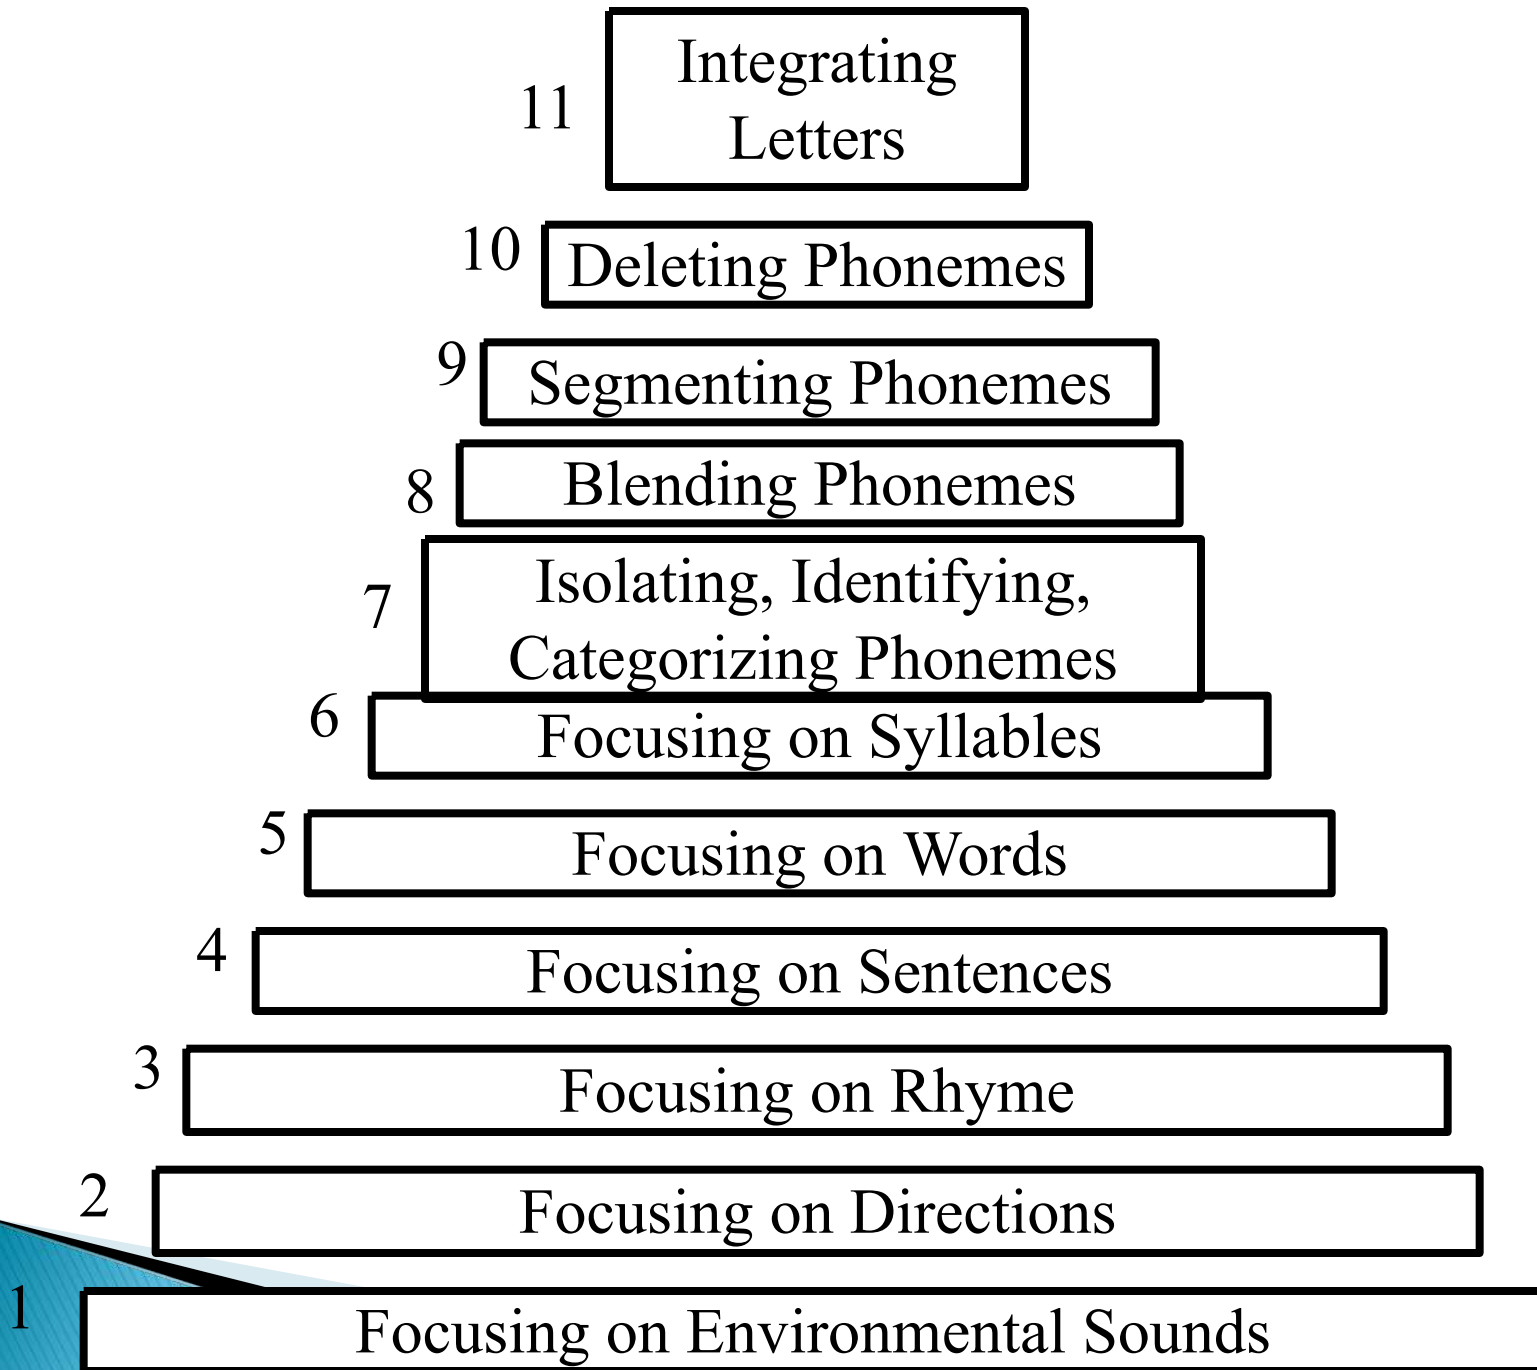 11 Integrating
Letters
10 Deleting Phonemes
9 Segmenting Phonemes
8 Blending Phonemes
7 Isolating, Identifying,
Categorizing Phonemes
6 Focusing on Syllables
5 Focusing on Words
4 Focusing on Sentences
3 Focusing on Rhyme
2 Focusing on Directions
1 Focusing on Environmental Sounds